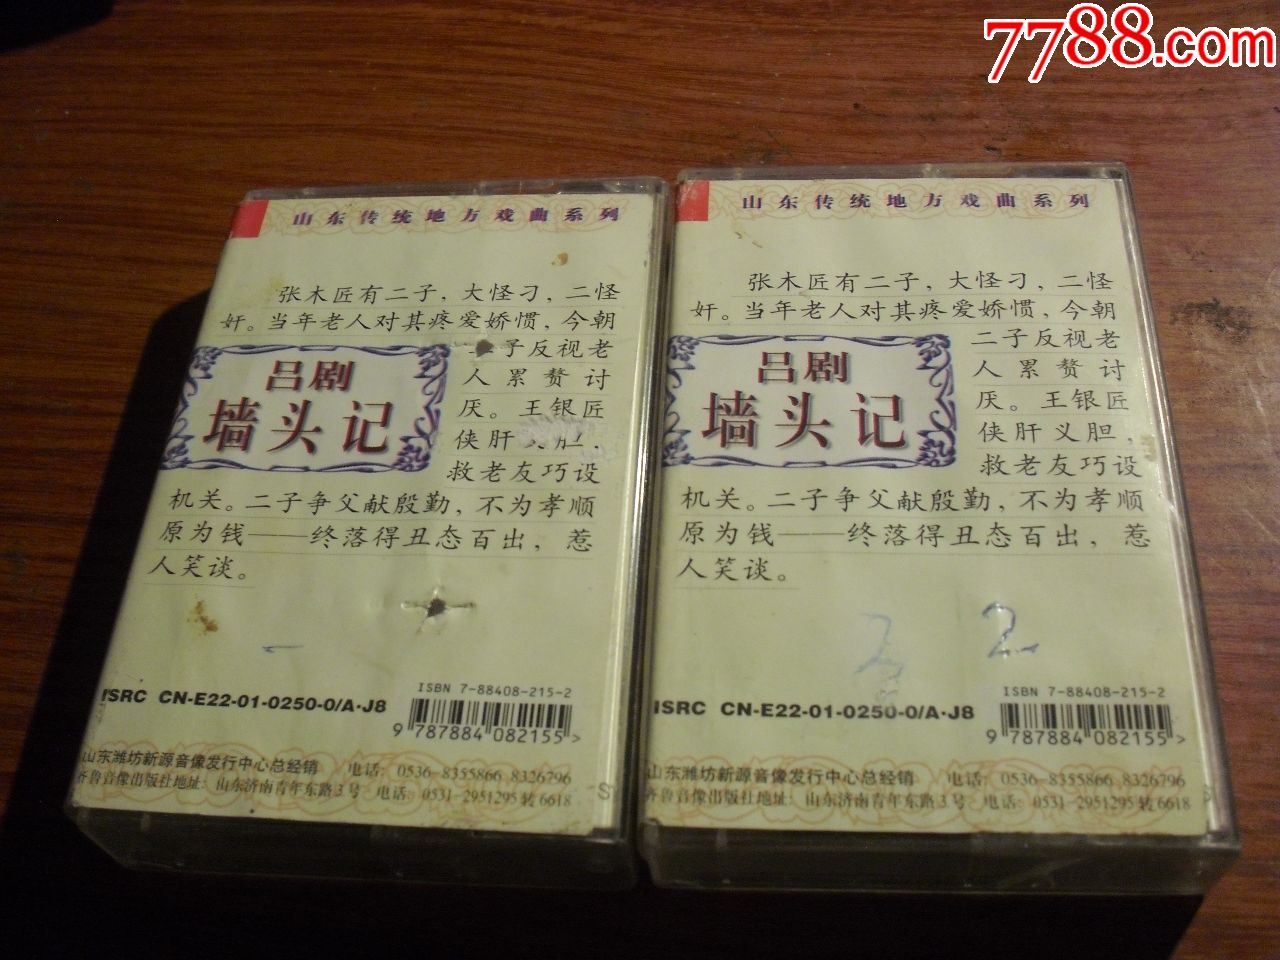 7788.com
山东传统地方戏曲系列
张木匠有二子，大怪刁，二怪
奸。当年老人对其疼爱娇惯，今朝
二子反视老
人累赘讨
厌。王银匠
侠肝义胆，
救老友巧设
机关。二子争父献殷勤，不为孝顺
原为钱——终落得丑态百出，惹
人笑谈。
吕剧
墙头记
ISBN 7-88408-215-2
ISRC CN-E22-01-0250-0/A·J8
9 787884 082155 >
山东潍坊新源音像发行中心总经销 电话：0536-8355866 8326796
齐鲁音像出版社地址：山东济南青年东路3号 电话：0531-2951295转6618
山东传统地方戏曲系列
张木匠有二子，大怪刁，二怪
奸。当年老人对其疼爱娇惯，今朝
二子反视老
人累赘讨
厌。王银匠
侠肝义胆，
救老友巧设
机关。二子争父献殷勤，不为孝顺
原为钱——终落得丑态百出，惹
人笑谈。
吕剧
墙头记
2 2
ISBN 7-88408-215-2
ISRC CN-E22-01-0250-0/A·J8
9 787884 082155 >
山东潍坊新源音像发行中心总经销 电话：0536-8355866 8326796
齐鲁音像出版社地址：山东济南青年东路3号 电话：0531-2951295转6618